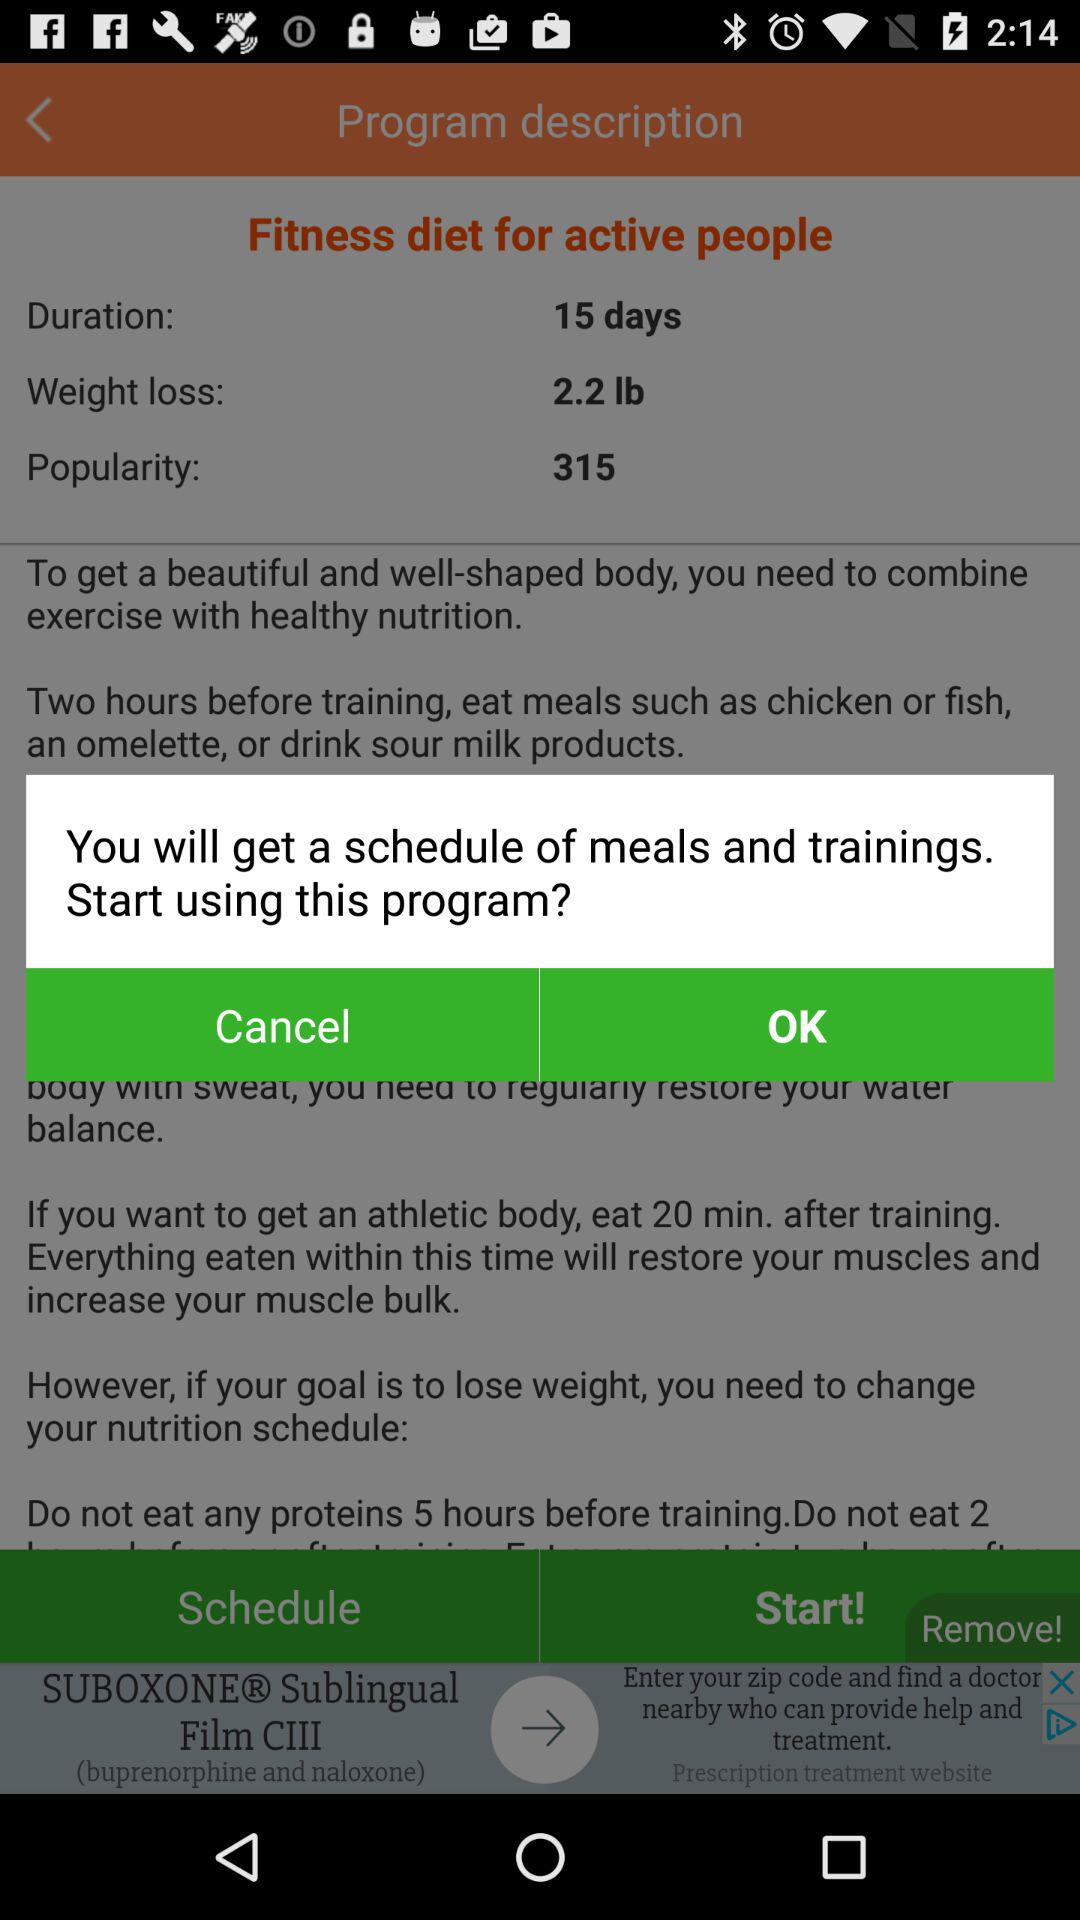 FAKE
2:14
Program description
Fitness diet for active people
Duration: 15 days
Weight loss: 2.2 lb
Popularity: 315
To get a beautiful and well-shaped body, you need to combine
exercise with healthy nutrition.
Two hours before training, eat meals such as chicken or fish,
an omelette, or drink sour milk products.
You will get a schedule of meals and trainings.
Start using this program?
Cancel OK
body with sweat, you need to regularly restore your water
balance.
If you want to get an athletic body, eat 20 min. after training.
Everything eaten within this time will restore your muscles and
increase your muscle bulk.
However, if your goal is to lose weight, you need to change
your nutrition schedule:
Do not eat any proteins 5 hours before training.Do not eat 2
Schedule Start!
Remove!
SUBOXONE® Sublingual
Film CIII
(buprenorphine and naloxone)
Enter your zip code and find a doctor
nearby who can provide help and
treatment.
Prescription treatment website